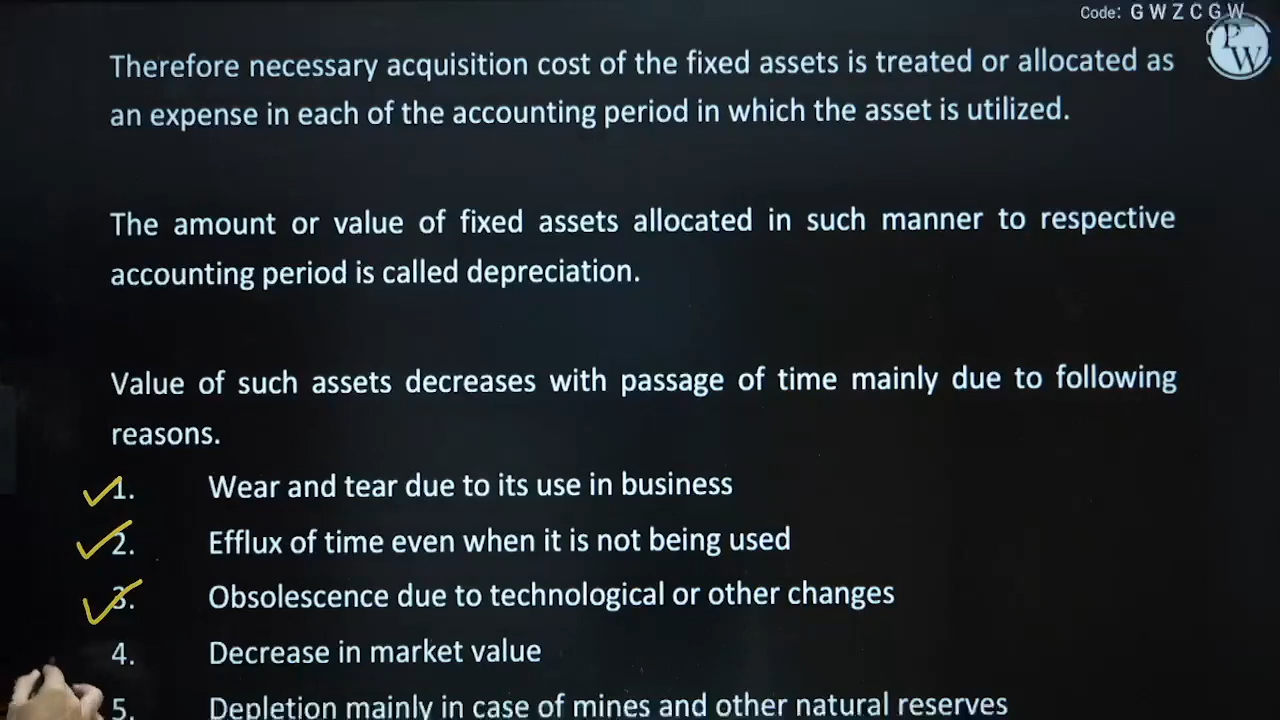 Code: G W Z C G W
PW
Therefore necessary acquisition cost of the fixed assets is treated or allocated as
an expense in each of the accounting period in which the asset is utilized.
The amount or value of fixed assets allocated in such manner to respective
accounting period is called depreciation.
Value of such assets decreases with passage of time mainly due to following
reasons.
1. Wear and tear due to its use in business
2. Efflux of time even when it is not being used
3. Obsolescence due to technological or other changes
4. Decrease in market value
5. Depletion mainly in case of mines and other natural reserves